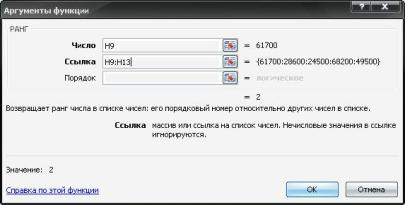 Аргументы функции
РАНГ
Число H9 = 61700
Ссылка H9:H13 = {61700:28600:24500:68200:49500}
Порядок = логическое
= 2
Возвращает ранг числа в списке чисел: его порядковый номер относительно других чисел в списке.
Ссылка массив или ссылка на список чисел. Нечисловые значения в ссылке
игнорируются.
Значение: 2
Справка по этой функции
ОК Отмена